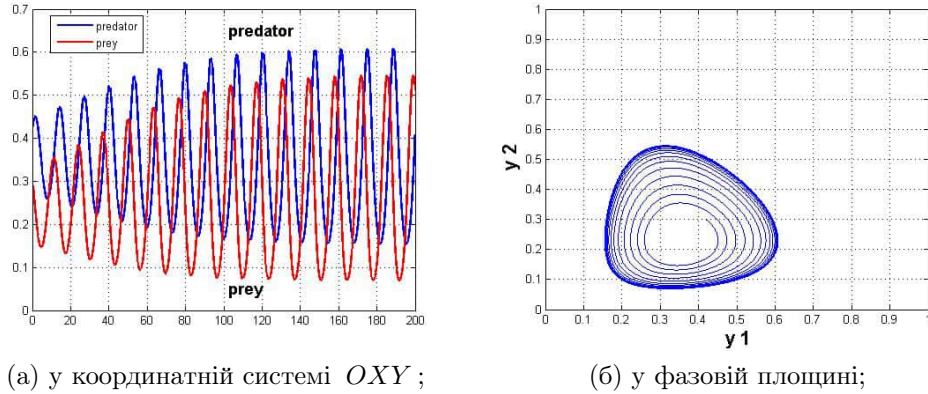 0.7
0.6
0.5
0.4
0.3
0.2
0.1
0
predator
prey
predator
prey
0 20 40 60 80 100 120 140 160 180 200
(а) у координатній системі OXY ;
1
0.9
0.8
0.7
0.6
0.5
0.4
0.3
0.2
0.1
0
y 2
0 0.1 0.2 0.3 0.4 0.5 0.6 0.7 0.8 0.9 1
y 1
(б) у фазовій площині;